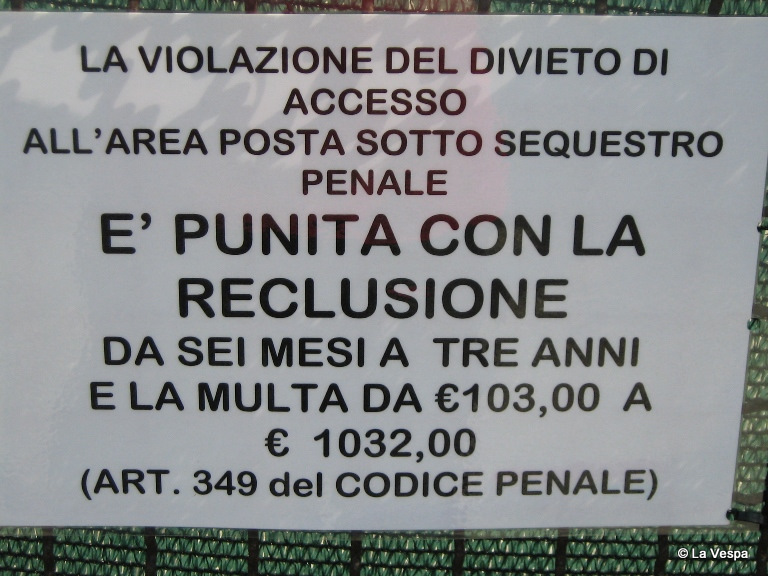 LA VIOLAZIONE DEL DIVIETO DI
ACCESSO
ALL'AREA POSTA SOTTO SEQUESTRO
PENALE
E' PUNITA CON LA
RECLUSIONE
DA SEI MESI A TRE ANNI
E LA MULTA DA €103,00 A
€ 1032,00
(ART. 349 del CODICE PENALE)
© La Vespa